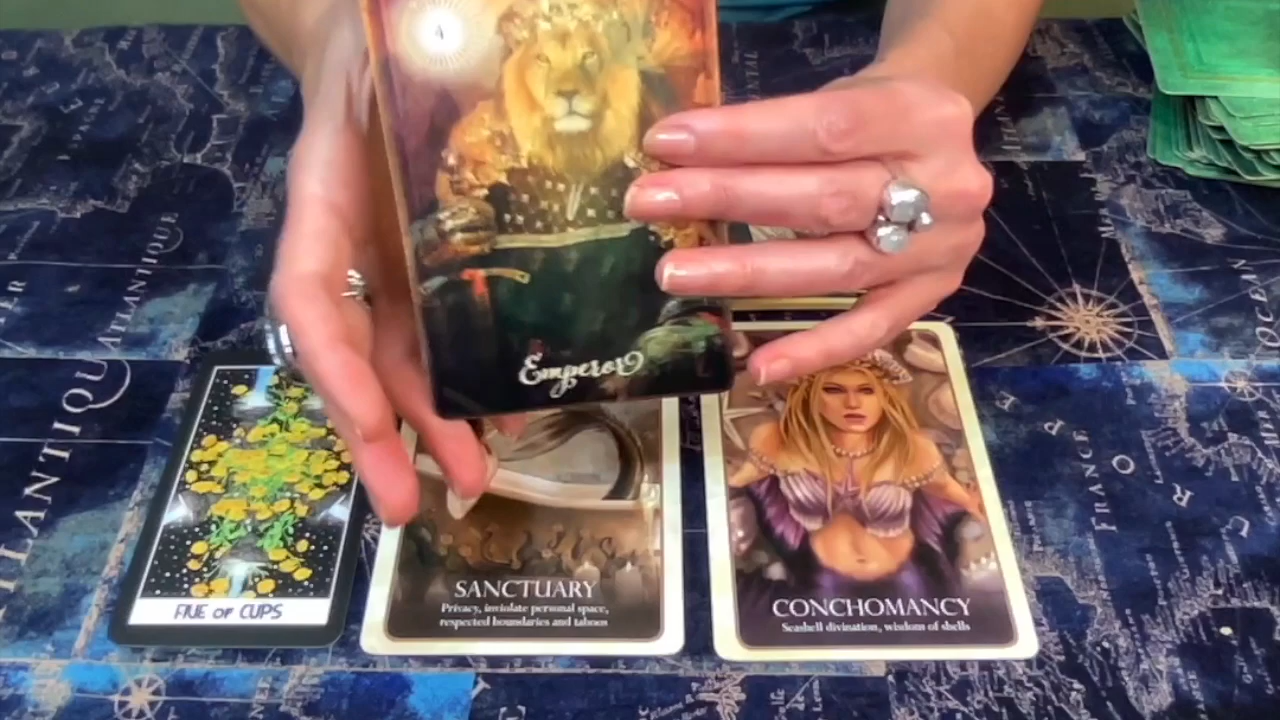 4
Emperor
FIVE OF CUPS
SANCTUARY
Privacy, inviolate personal space,
respected boundaries and taboos
CONCHOMANCY
Seashell divination, wisdom of shells
ATLANTIQUE
ATLANTIQUE
FRANCE
OCEAN